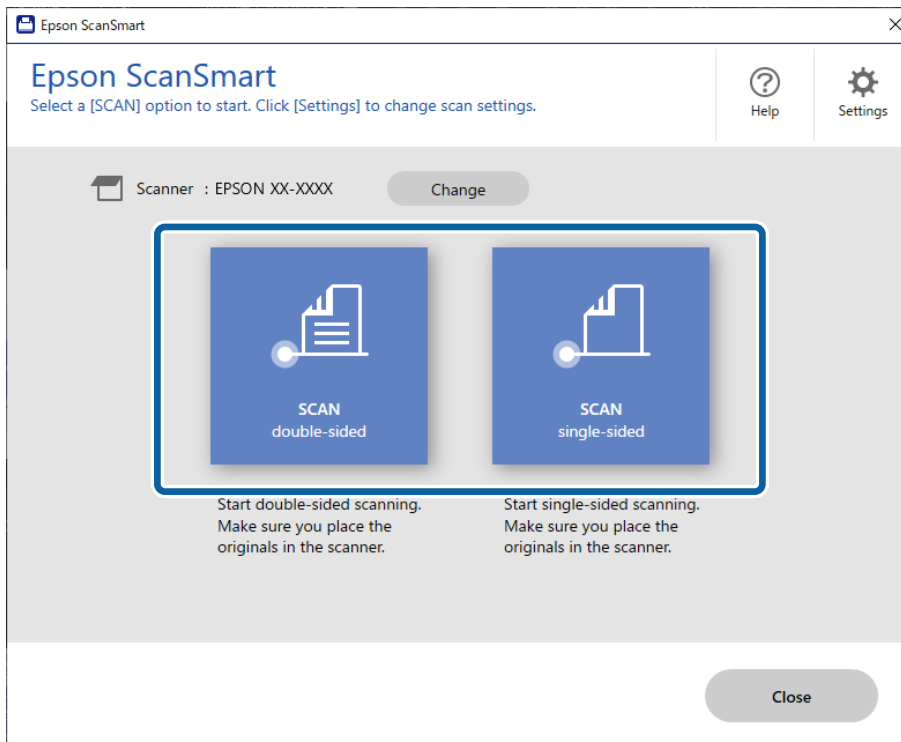 Epson ScanSmart
Epson ScanSmart
Select a [SCAN] option to start. Click [Settings] to change scan settings.
Help
Settings
Scanner : EPSON XX-XXXX
Change
SCAN
double-sided
SCAN
single-sided
Start double-sided scanning.
Make sure you place the
originals in the scanner.
Start single-sided scanning.
Make sure you place the
originals in the scanner.
Close